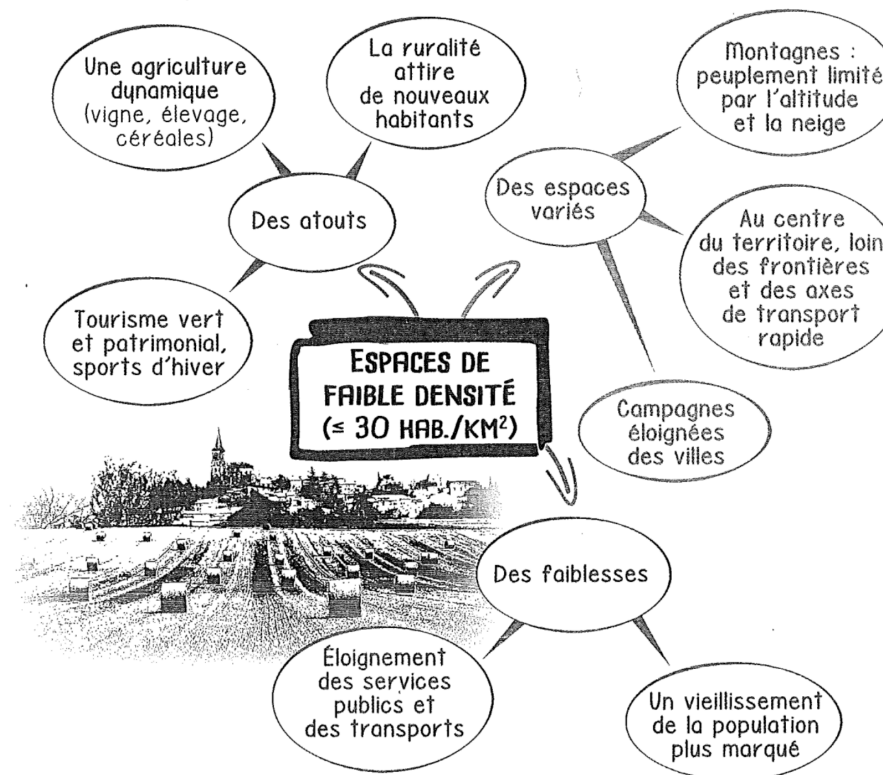 Une agriculture
dynamique
(vigne, élevage,
céréales)
La ruralité
attire
de nouveaux
habitants
Des atouts
Tourisme vert
et patrimonial,
sports d'hiver
Montagnes :
peuplement limité
par l'altitude
et la neige
Des espaces
variés
Au centre
du territoire, loin
des frontières
et des axes
de transport
rapide
Campagnes
éloignées
des villes
ESPACES DE
FAIBLE DENSITÉ
(≤ 30 HAB./KM²)
Des faiblesses
Éloignement
des services
publics et
des transports
Un vieillissement
de la population
plus marqué